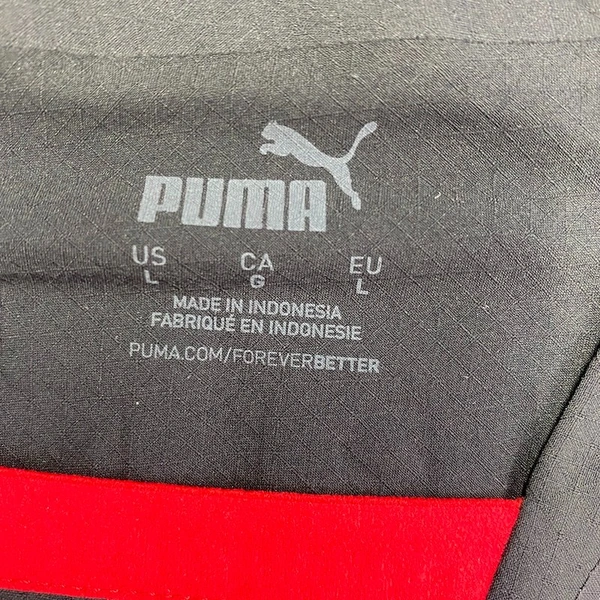 PUMA
US CA EU
L G L
MADE IN INDONESIA
FABRIQUÉ EN INDONESIE
PUMA.COM/FOREVERBETTER